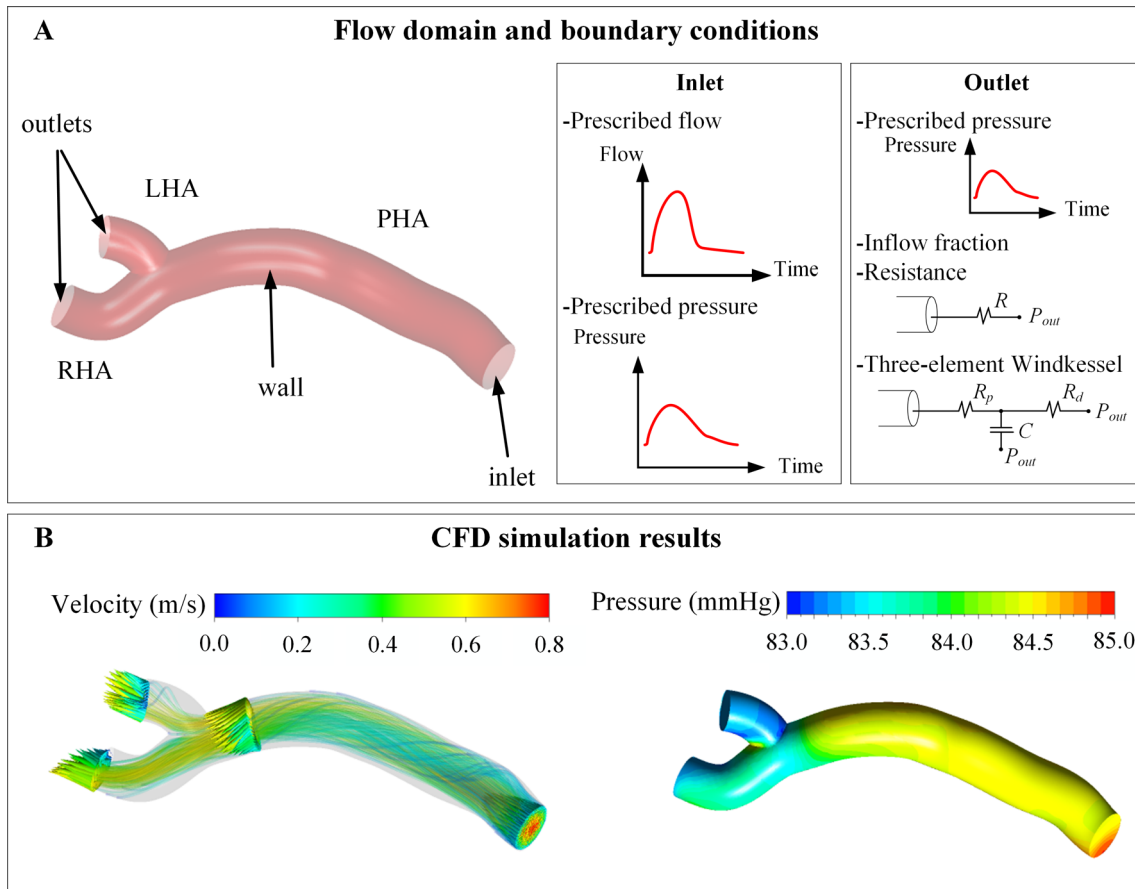 A
Flow domain and boundary conditions
outlets
LHA
PHA
RHA
wall
inlet
Inlet
-Prescribed flow
Flow
Time
-Prescribed pressure
Pressure
Time
Outlet
-Prescribed pressure
Pressure
Time
-Inflow fraction
-Resistance
R
Pout
-Three-element Windkessel
Rp
Rd
Pout
C
Pout
B
CFD simulation results
Velocity (m/s)
0.0 0.2 0.4 0.6 0.8
Pressure (mmHg)
83.0 83.5 84.0 84.5 85.0